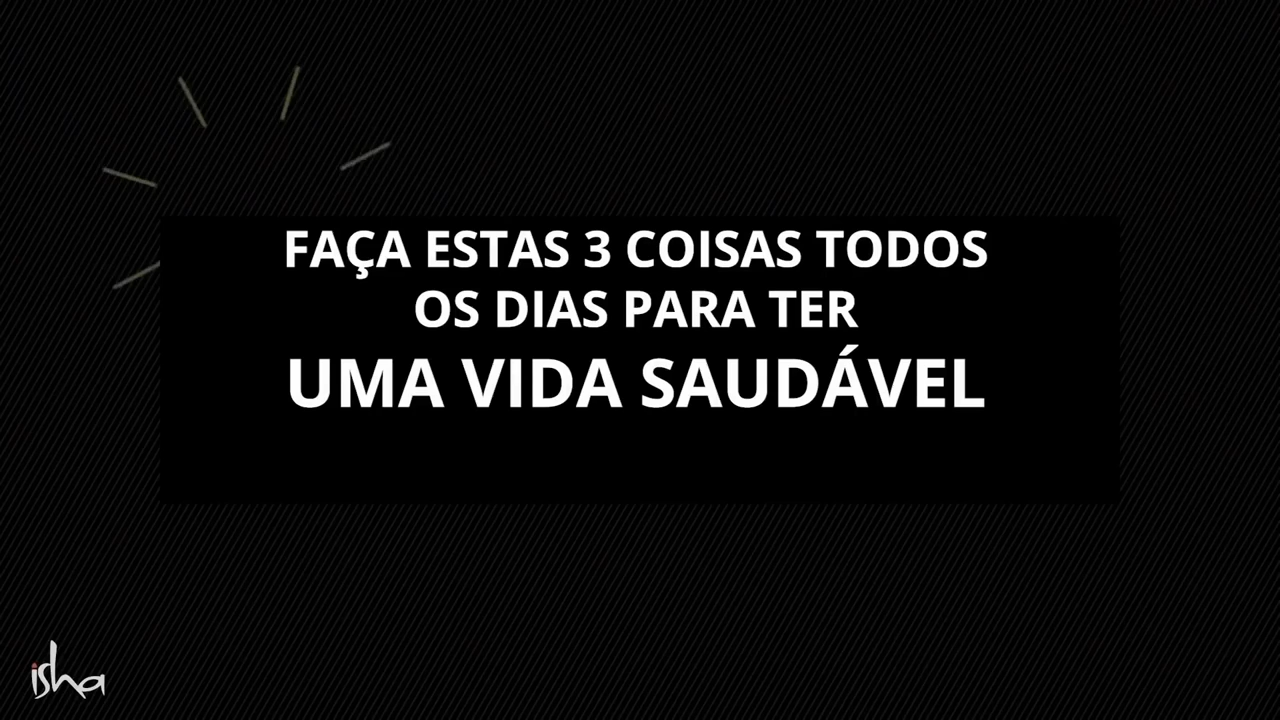 FAÇA ESTAS 3 COISAS TODOS
OS DIAS PARA TER
UMA VIDA SAUDÁVEL
isha